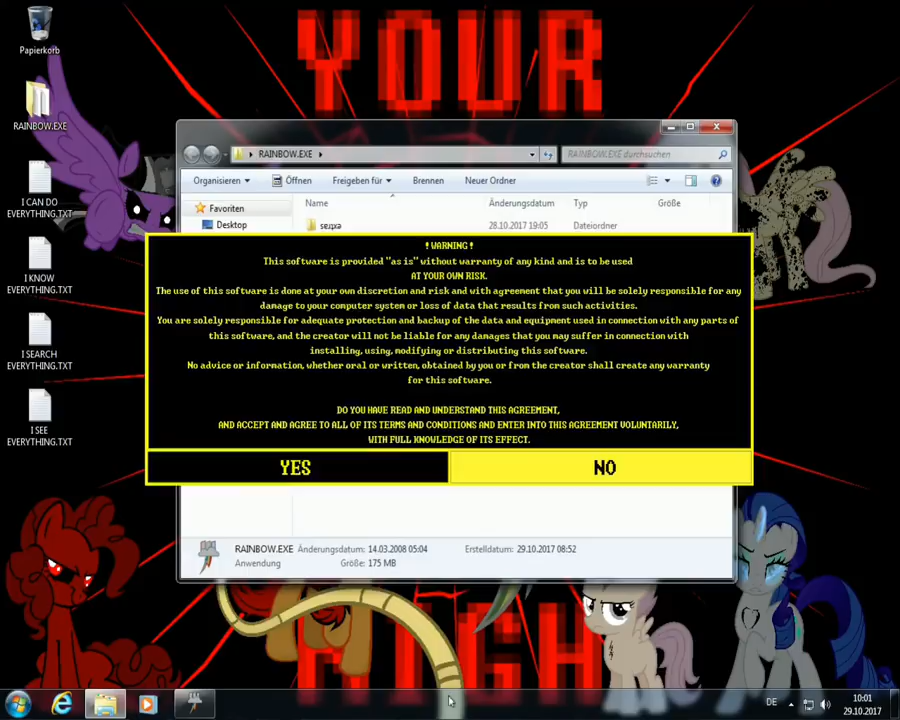 YOUR
Papierkorb
RAINBOW.EXE
I CAN DO
EVERYTHING.TXT
I KNOW
EVERYTHING.TXT
I SEARCH
EVERYTHING.TXT
I SEE
EVERYTHING.TXT
RAINBOW.EXE
RAINBOW.EXE durchsuchen
Organisieren
Öffnen
Freigeben für
Brennen
Neuer Ordner
Favoriten
Desktop
Name
Änderungsdatum
Typ
Größe
28.10.2017 19:05
Dateiordner
! WARNING !
This software is provided "as is" without warranty of any kind and is to be used
AT YOUR OWN RISK.
The use of this software is done at your own discretion and risk and with agreement that you will be solely responsible for any
damage to your computer system or loss of data that results from such activities.
You are solely responsible for adequate protection and backup of the data and equipment used in connection with any parts of
this software, and the creator will not be liable for any damages that you may suffer in connection with
installing, using, modifying or distributing this software.
No advice or information, whether oral or written, obtained by you or from the creator shall create any warranty
for this software.
DO YOU HAVE READ AND UNDERSTAND THIS AGREEMENT,
AND ACCEPT AND AGREE TO ALL OF ITS TERMS AND CONDITIONS AND ENTER INTO THIS AGREEMENT VOLUNTARILY,
WITH FULL KNOWLEDGE OF ITS EFFECT.
YES
NO
RAINBOW.EXE Änderungsdatum: 14.03.2008 05:04
Erstelldatum: 29.10.2017 08:52
Anwendung
Größe: 175 MB
DE
10:01
29.10.2017